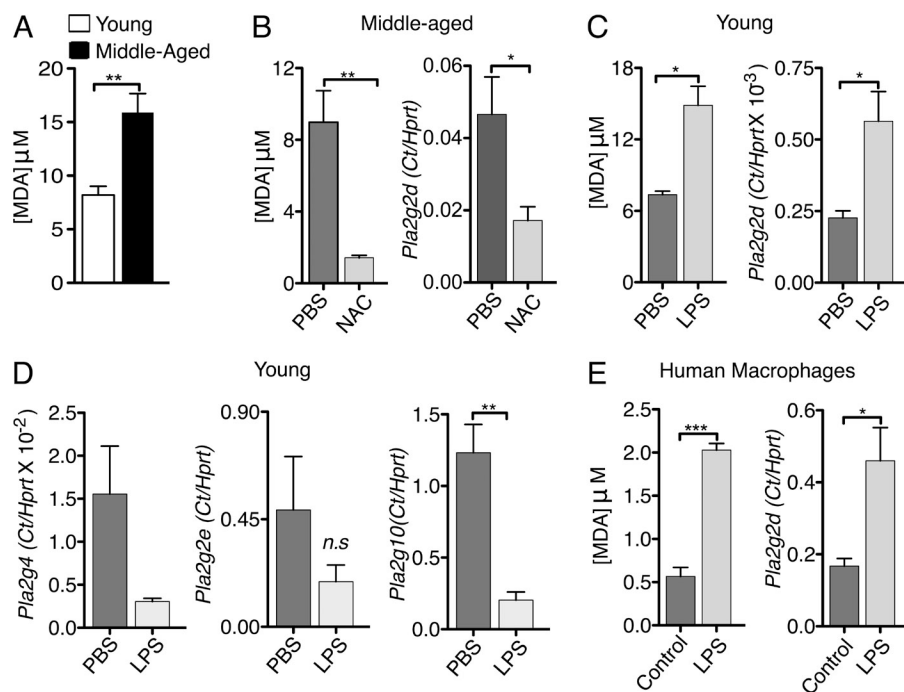 A
Young
Middle-Aged
[MDA] µM
20
15
10
5
0
**
B
Middle-aged
[MDA] µM
12
8
4
0
**
PBS
NAC
Pla2g2d (Ct/Hprt)
0.06
0.04
0.02
0.00
*
PBS
NAC
C
Young
[MDA] µM
18
12
6
0
*
PBS
LPS
Pla2g2d (Ct/HprtX 10³)
0.75
0.50
0.25
0.00
*
PBS
LPS
D
Young
Pla2g4 (Ct/Hprt X 10⁻²)
2.5
2.0
1.5
1.0
0.5
0.0
PBS
LPS
Pla2g2e (Ct/Hprt)
0.90
0.45
0.00
n.s
PBS
LPS
Pla2g10(Ct/Hprt)
1.5
1.0
0.5
0.0
**
PBS
LPS
E
Human Macrophages
[MDA] µ M
2.5
2.0
1.5
1.0
0.5
0.0
***
Control
LPS
Pla2g2d (Ct/Hprt)
0.6
0.4
0.2
0.0
*
Control
LPS